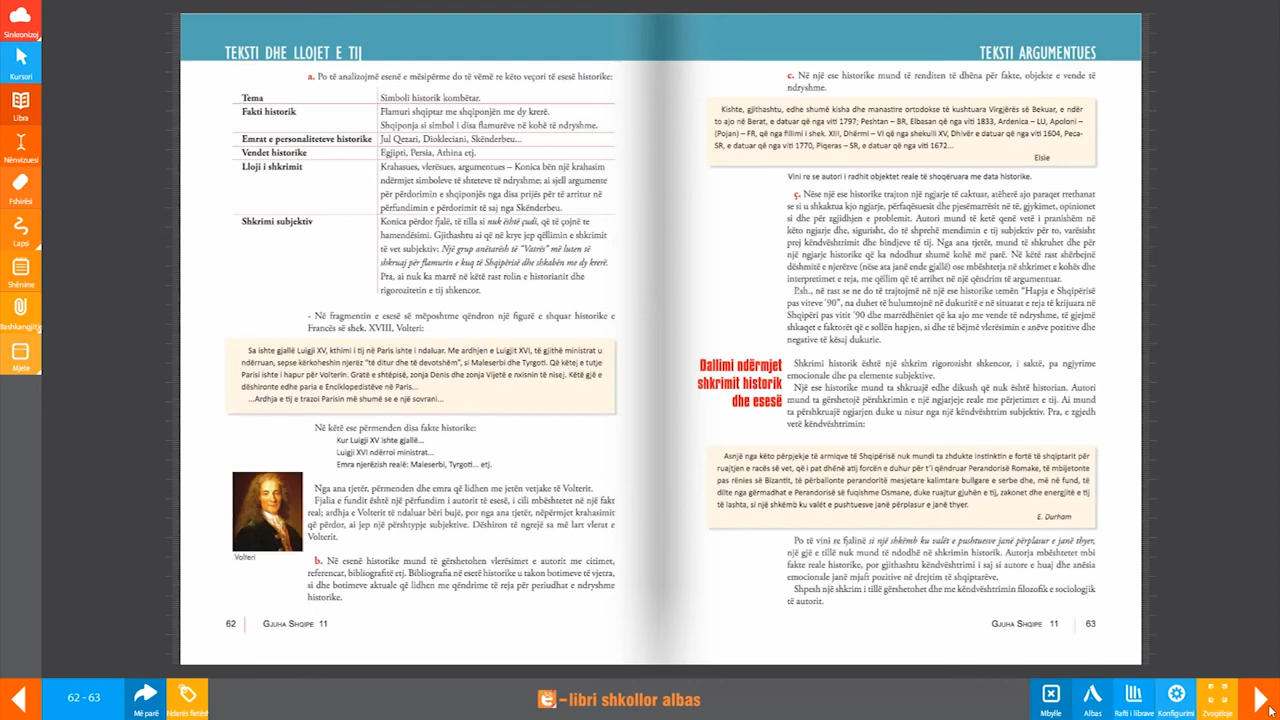 Sinkronizoj
Kursori
Libra
Nënvizuesi
Fshirësi
Lapsi
Shënime
Bashkangjitje
Mjete
TEKSTI DHE LLOJET E TIJ
a. Po të analizojmë esenë e mësipërme do të vëmë re këto veçori të esesë historike:
Tema Simboli historik kombëtar.
Fakti historik Flamuri shqiptar me shqiponjën me dy krerë.
Shqiponja si simbol i disa flamurëve në kohë të ndryshme.
Emrat e personaliteteve historike Jul Qezari, Diokleciani, Skënderbeu...
Vendet historike Egjipti, Persia, Athina etj.
Lloji i shkrimit Krahasues, vlerësues, argumentues – Konica bën një krahasim
ndërmjet simboleve të shteteve të ndryshme; ai sjell argumente
për përdorimin e shqiponjës nga disa prijës për të arritur në
përfundimin e përdorimit të saj nga Skënderbeu.
Shkrimi subjektiv Konica përdor fjalë, të tilla si nuk është çudi, që të çojnë te
hamendësimi. Gjithashtu ai që në krye jep qëllimin e shkrimit
të vet subjektiv: Një grup anëtarësh të “Vatrës” më luten të
shkruaj për flamurin e kuq të Shqipërisë dhe shkabën me dy krerë.
Pra, ai nuk ka marrë në këtë rast rolin e historianit dhe
rigorozitetin e tij shkencor.
- Në fragmentin e esesë së mëposhtme qëndron një figurë e shquar historike e
Francës së shek. XVIII, Volteri:
Sa ishte gjallë Luigji XV, kthimi i tij në Paris ishte i ndaluar. Me ardhjen e Luigjit XVI, të gjithë ministrat u
ndërruan, sepse kërkoheshin njerëz “të ditur dhe të devotshëm”, si Maleserbi dhe Tyrgoti. Që këtej e tutje
Parisi ishte i hapur për Volterin. Gratë e shtëpisë, zonja Denis dhe zonja Vijetë e nxisnin të nisej. Këtë gjë e
dëshironte edhe paria e Enciklopedistëve në Paris...
...Ardhja e tij e trazoi Parisin më shumë se e një sovrani...
Në këtë ese përmenden disa fakte historike:
Kur Luigji XV ishte gjallë...
Luigji XVI ndërroi ministrat...
Emra njerëzish realë: Maleserbi, Tyrgoti... etj.
Nga ana tjetër, përmenden dhe emra që lidhen me jetën vetjake të Volterit.
Fjalia e fundit është një përfundim i autorit të esesë, i cili mbështetet në një fakt
real; ardhja e Volterit të ndaluar bëri bujë, por nga ana tjetër, nëpërmjet krahasimit
që përdor, ai jep një përshtypje subjektive. Dëshiron të ngrejë sa më lart vlerat e
Volterit.
Volteri
b. Në esenë historike mund të gërshetohen vlerësimet e autorit me citimet,
referencat, bibliografitë etj. Bibliografia në esetë historike u takon botimeve të vjetra,
si dhe botimeve aktuale që lidhen me qëndrime të reja për periudhat e ndryshme
historike.
62 GJUHA SHQIPE 11
TEKSTI ARGUMENTUES
c. Në një ese historike mund të renditen të dhëna për fakte, objekte e vende të
ndryshme.
Kishte, gjithashtu, edhe shumë kisha dhe manastire ortodokse të kushtuara Virgjërës së Bekuar, e ndër
to ajo në Berat, e datuar që nga viti 1797; Peshtan – BR, Elbasan që nga viti 1833, Ardenica – LU, Apoloni -
(Pojan) – FR, që nga fillimi i shek. XIII, Dhërmi – VI që nga shekulli XV, Dhivër e datuar që nga viti 1604, Peca-
SR, e datuar që nga viti 1770, Piqeras – SR, e datuar që nga viti 1672...
Elsie
Vini re se autori i radhit objektet reale të shoqëruara me data historike.
ç. Nëse një ese historike trajton një ngjarje të caktuar, atëherë ajo paraqet rrethanat
se si u shkaktua kjo ngjarje, përfaqësuesit dhe pjesëmarrësit në të, gjykimet, opinionet
si dhe për zgjidhjen e problemit. Autori mund të ketë qenë vetë i pranishëm në
këto ngjarje dhe, sigurisht, do të shprehë mendimin e tij subjektiv për to, varësisht
prej këndvështrimit dhe bindjeve të tij. Nga ana tjetër, mund të shkruhet dhe për
një ngjarje historike që ka ndodhur shumë kohë më parë. Në këtë rast shërbejnë
dëshmitë e njerëzve (nëse ata janë ende gjallë) ose mbështetja në shkrimet e kohës dhe
interpretimet e reja, me qëllim që të arrihet në një qëndrim të argumentuar.
P.sh., në rast se ne do të trajtojmë në një ese historike temën “Hapja e Shqipërisë
pas viteve ’90”, na duhet të hulumtojnë në dukuritë e në situatat e reja të krijuara në
Shqipëri pas vitit ’90 dhe marrëdhëniet që ka ajo me vende të ndryshme, të gjejmë
shkaqet e faktorët që e sollën hapjen, si dhe të bëjmë vlerësimin e anëve pozitive dhe
negative të kësaj dukurie.
Dallimi ndërmjet
shkrimit historik
dhe esesë
Shkrimi historik është një shkrim rigorozisht shkencor, i saktë, pa ngjyrime
emocionale dhe pa elemente subjektive.
Një ese historike mund ta shkruajë edhe dikush që nuk është historian. Autori
mund ta gërshetojë përshkrimin e një ngjarjeje reale me përjetimet e tij. Ai mund
ta përshkruajë ngjarjen duke u nisur nga një këndvështrim subjektiv. Pra, e zgjedh
vetë këndvështrimin:
Asnjë nga këto përpjekje të armiqve të Shqipërisë nuk mundi ta zhdukte instinktin e fortë të shqiptarit për
ruajtjen e racës së vet, që i pat dhënë atij forcën e duhur për t’i qëndruar Perandorisë Romake, të mbijetonte
pas rënies së Bizantit, të përballonte perandoritë mesjetare kalimtare bullgare e serbe dhe, më në fund, të
dilte nga gërmadhat e Perandorisë së fuqishme Osmane, duke ruajtur gjuhën e tij, zakonet dhe energjitë e tij
të lashta, si një shkëmb ku valët e pushtuesve janë përplasur e janë thyer.
E. Durham
Po të vini re fjalinë si një shkëmb ku valët e pushtuesve janë përplasur e janë thyer,
një gjë e tillë nuk mund të ndodhë në shkrimin historik. Autorja mbështetet mbi
fakte reale historike, por gjithashtu këndvështrimi i saj si autore e huaj dhe anësia
emocionale janë mjaft pozitive në drejtim të shqiptarëve.
Shpesh një shkrim i tillë gërshetohet dhe me këndvështrimin filozofik e sociologjik
të autorit.
GJUHA SHQIPE 11 63
62 - 63
Më parë
Ndarës fletësh
e-libri shkollor albas
Mbylle
Albas
Rafti i librave
Konfigurimi
Zvogëloje